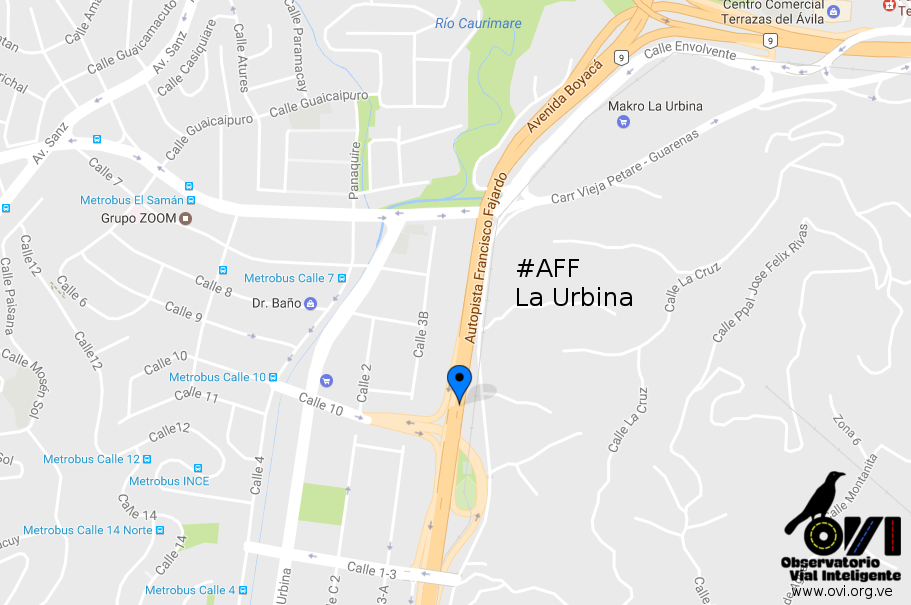 Centro Comercial
Terrazas del Ávila
Río Caurimare
9
9
Calle Envolvente
Calle Guaicamacuto
Av. Sanz
Calle Casiquiare
Calle Atures
Calle Paramacay
Avenida Boyacá
Makro La Urbina
Calle Guaicaipuro
Calle Guaicaipuro
Av. Sanz
Panaquire
Carr Vieja Petare - Guarenas
Calle 7
Metrobus El Samán
Grupo ZOOM
Autopista Francisco Fajardo
#AFF
La Urbina
Calle12
Calle Paisana
Calle 6
Calle 8
Metrobus Calle 7
Dr. Baño
Calle 9
Calle 3B
Calle La Cruz
Calle Ppal Jose Felix Rivas
Calle12
Calle 10
Calle Mosén Sol
Metrobus Calle 10
Calle 11
Calle 2
Calle 10
Calle La Cruz
Calle12
Zona 6
Metrobus Calle 12
Metrobus INCE
Calle 4
Calle Montanita
Calle 14
Metrobus Calle 14 Norte
Calle 14
Calle 1-3
Metrobus Calle 4
Urbina
e C 2
3-A
Calle La Cruz
OVI
Observatorio
Vial Inteligente
www.ovi.org.ve